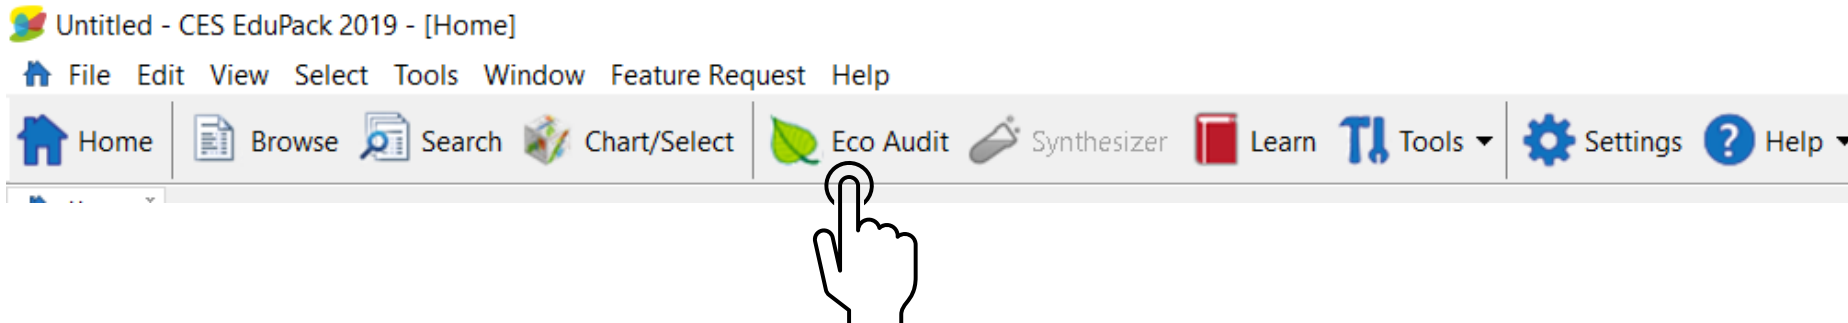 Untitled - CES EduPack 2019 - [Home]
File Edit View Select Tools Window Feature Request Help
Home Browse Search Chart/Select Eco Audit Synthesizer Learn Tools Settings Help